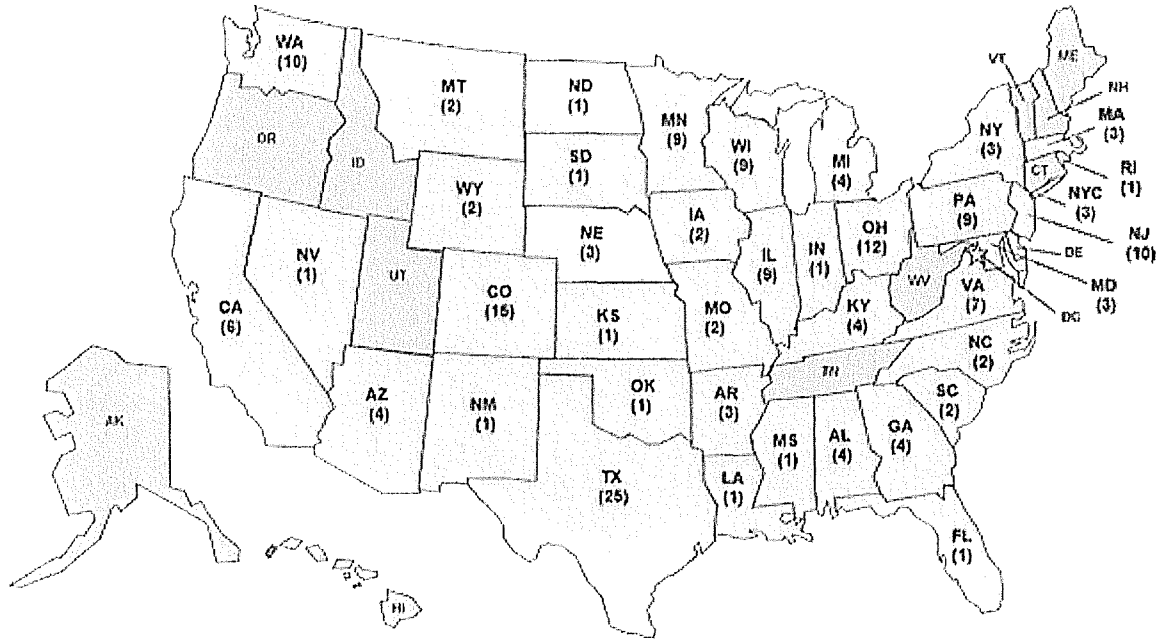 WA
(10)
MT
(2)
ND
(1)
MN
(9)
OR
ID
SD
(1)
WI
(9)
MI
(4)
VT
ME
NH
MA
(3)
NY
(3)
CT
RI
(1)
NYC
(3)
WY
(2)
IA
(2)
NE
(3)
PA
(9)
NJ
(10)
NV
(1)
UT
CO
(15)
IL
(9)
IN
(1)
OH
(12)
WV
DE
MD
(3)
DC
VA
(7)
CA
(6)
KS
(1)
MO
(2)
KY
(4)
NC
(2)
TN
AZ
(4)
NM
(1)
OK
(1)
AR
(3)
SC
(2)
AK
MS
(1)
AL
(4)
GA
(4)
TX
(25)
LA
(1)
FL
(1)
HI